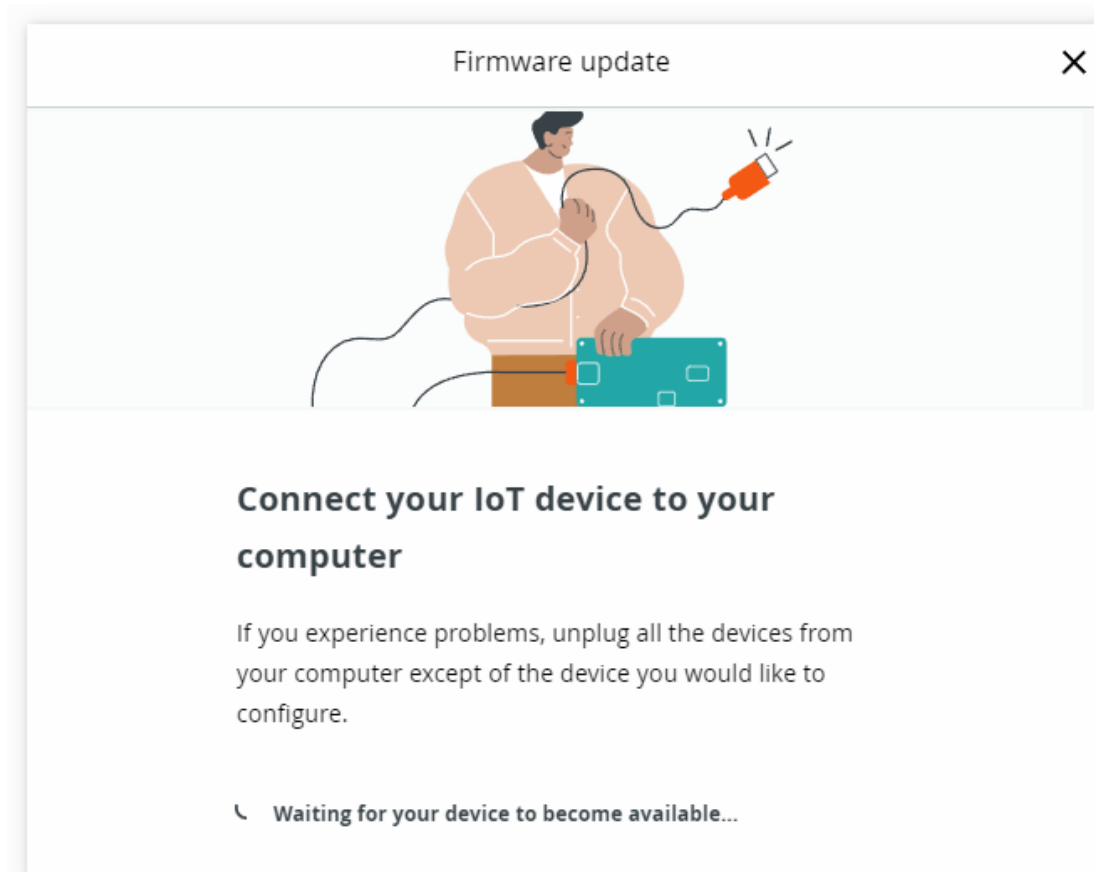 Firmware update
Connect your IoT device to your
computer
If you experience problems, unplug all the devices from
your computer except of the device you would like to
configure.
Waiting for your device to become available...